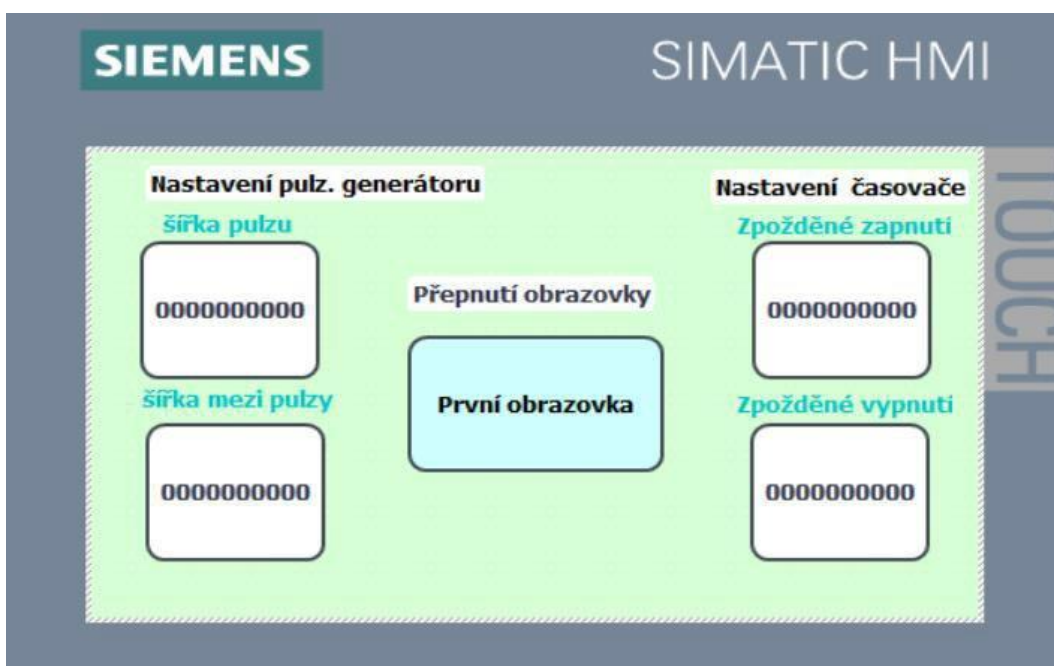 SIEMENS
SIMATIC HMI
TOUCH
Nastavení pulz. generátoru
šířka pulzu
0000000000
šířka mezi pulzy
0000000000
Přepnutí obrazovky
První obrazovka
Nastavení  časovače
Zpožděné zapnuti
0000000000
Zpožděné vypnuti
0000000000